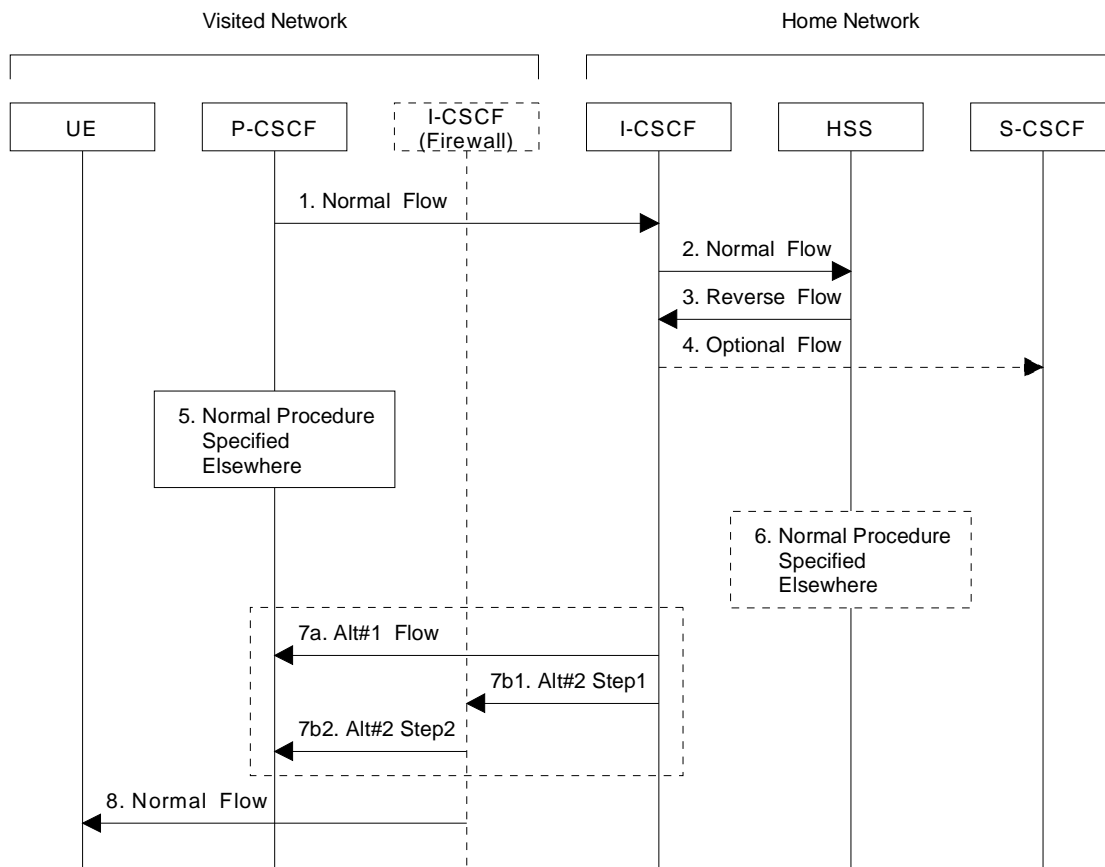 Visited Network
Home Network
UE
P-CSCF
I-CSCF
(Firewall)
I-CSCF
HSS
S-CSCF
1. Normal Flow
2. Normal Flow
3. Reverse Flow
4. Optional Flow
5. Normal Procedure
Specified
Elsewhere
6. Normal Procedure
Specified
Elsewhere
7a. Alt#1 Flow
7b1. Alt#2 Step1
7b2. Alt#2 Step2
8. Normal Flow